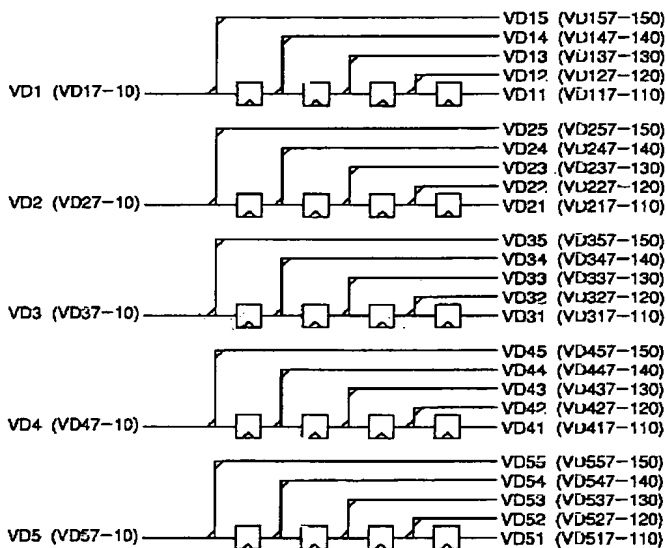 VD15 (VD157-150)
VD14 (VD147-140)
VD13 (VD137-130)
VD12 (VD127-120)
VD1 (VD17-10)
VD11 (VD117-110)
VD25 (VD257-150)
VD24 (VD247-140)
VD23 (VD237-130)
VD22 (VD227-120)
VD2 (VD27-10)
VD21 (VD217-110)
VD35 (VD357-150)
VD34 (VD347-140)
VD33 (VD337-130)
VD32 (VD327-120)
VD3 (VD37-10)
VD31 (VD317-110)
VD45 (VD457-150)
VD44 (VD447-140)
VD43 (VD437-130)
VD42 (VD427-120)
VD4 (VD47-10)
VD41 (VD417-110)
VD55 (VD557-150)
VD54 (VD547-140)
VD53 (VD537-130)
VD52 (VD527-120)
VD5 (VD57-10)
VD51 (VD517-110)